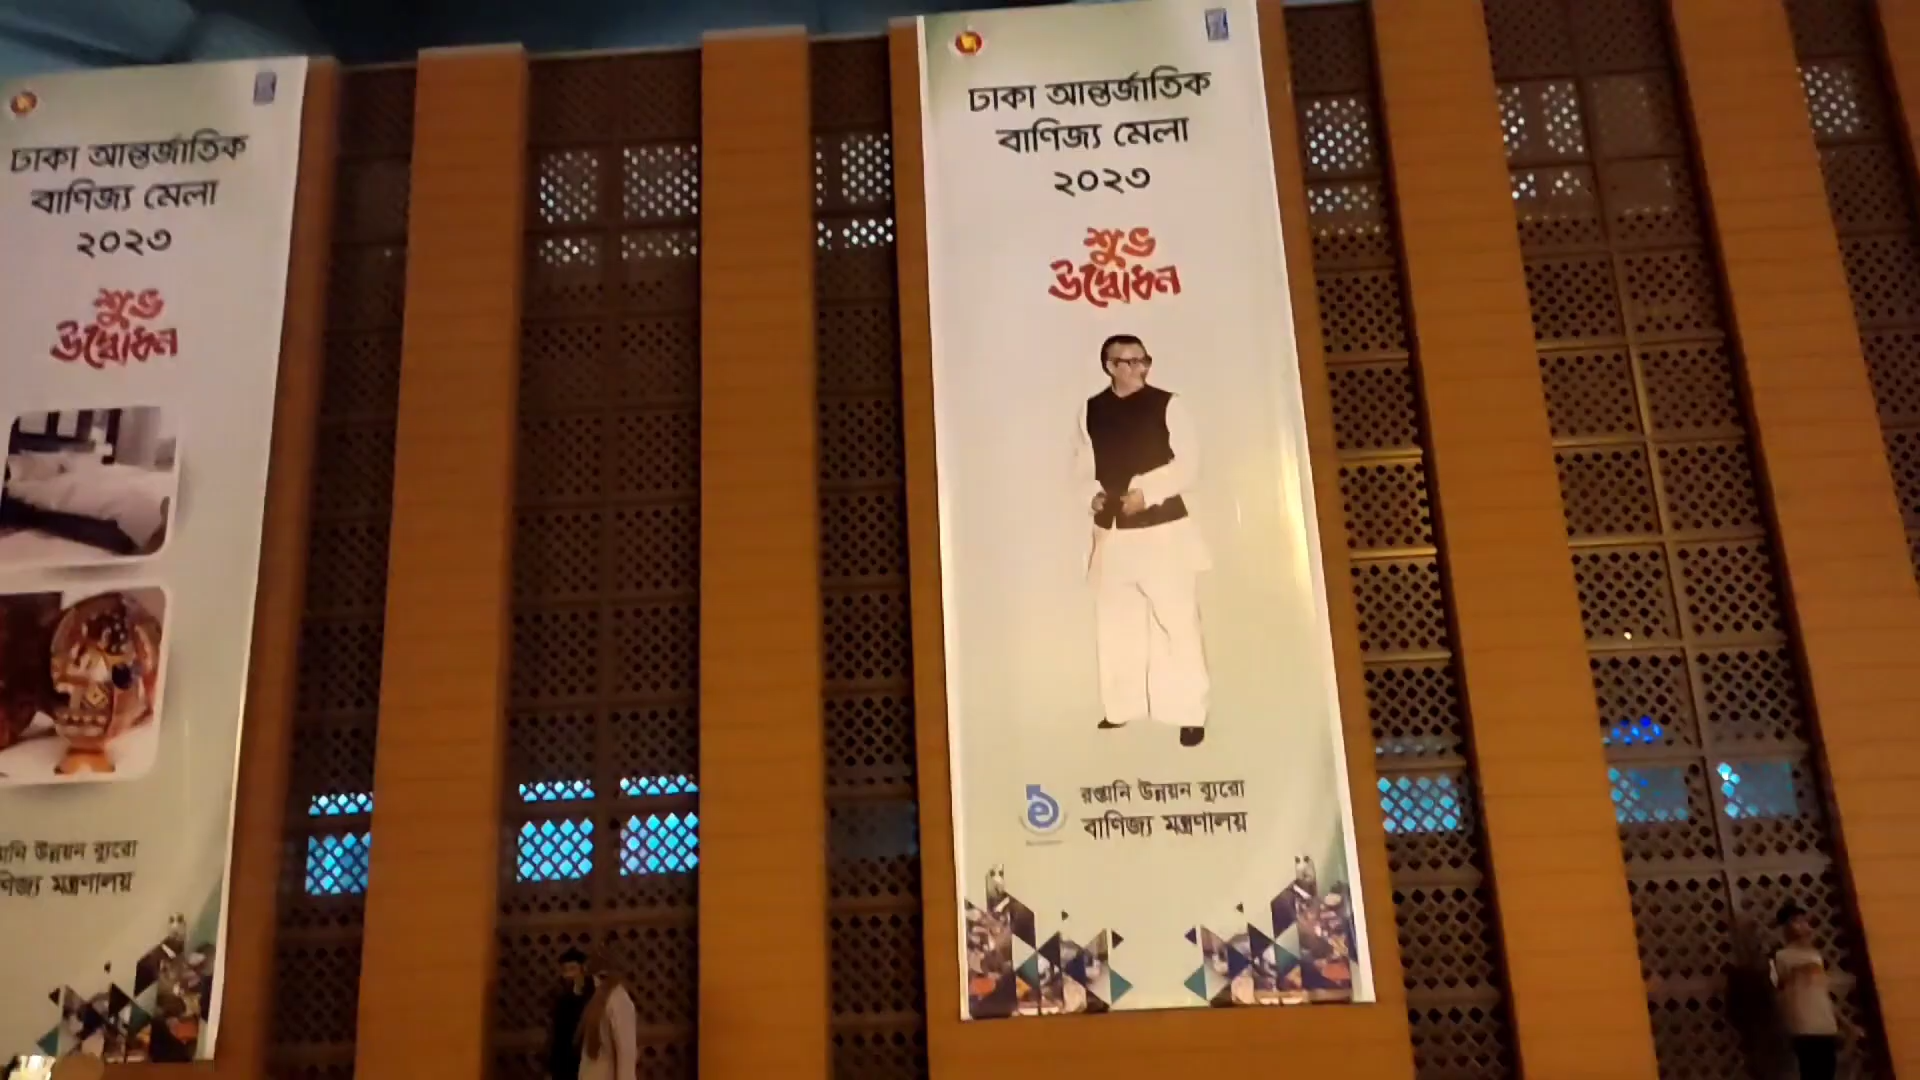 ঢাকা আন্তর্জাতিক
বাণিজ্য মেলা
২০২৩
শুভ
উদ্বোধন
উন্নয়ন ব্যুরো
মন্ত্রণালয়
ঢাকা আন্তর্জাতিক
বাণিজ্য মেলা
২০২৩
শুভ
উদ্বোধন
রপ্তানি উন্নয়ন ব্যুরো
বাণিজ্য মন্ত্রণালয়